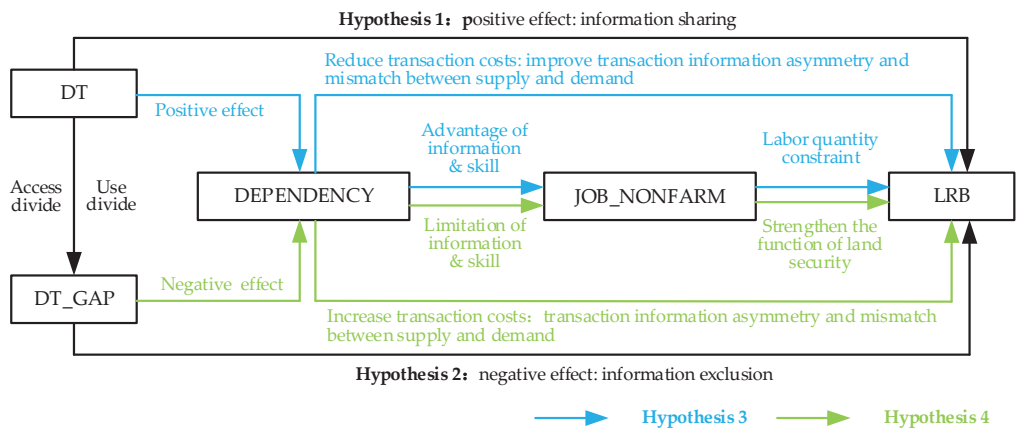 Hypothesis 1: positive effect: information sharing
Reduce transaction costs: improve transaction information asymmetry and
mismatch between supply and demand
DT
Positive effect
Advantage of
information
& skill
Labor quantity
constraint
Access
divide
Use
divide
DEPENDENCY
JOB_NONFARM
LRB
Limitation of
information
& skill
Strengthen the
function of land
security
Negative effect
DT_GAP
Increase transaction costs: transaction information asymmetry and mismatch
between supply and demand
Hypothesis 2: negative effect: information exclusion
Hypothesis 3
Hypothesis 4